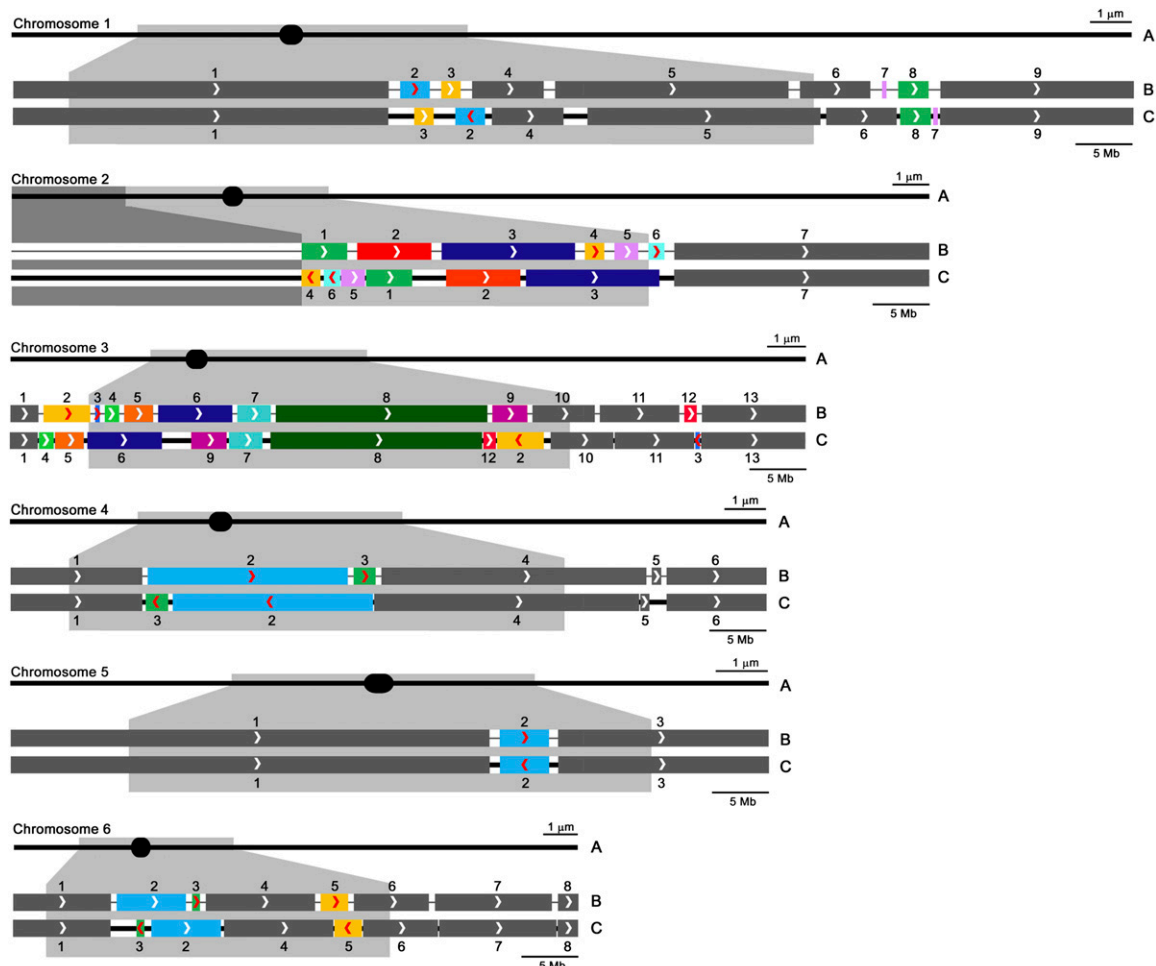 Chromosome 1
1 μm
A
1 2 3 4 5 6 7 8 9
B
C
1 3 2 4 5 6 8 7 9
5 Mb
Chromosome 2
1 μm
A
1 2 3 4 5 6 7
B
C
4 6 5 1 2 3 7
5 Mb
Chromosome 3
1 μm
A
1 2 3 4 5 6 7 8 9 10 11 12 13
B
C
1 4 5 6 9 7 8 12 2 10 11 3 13
5 Mb
Chromosome 4
1 μm
A
1 2 3 4 5 6
B
C
1 3 2 4 5 6
5 Mb
Chromosome 5
1 μm
A
1 2 3
B
C
1 2 3
5 Mb
Chromosome 6
1 μm
A
1 2 3 4 5 6 7 8
B
C
1 3 2 4 5 6 7 8
5 Mb